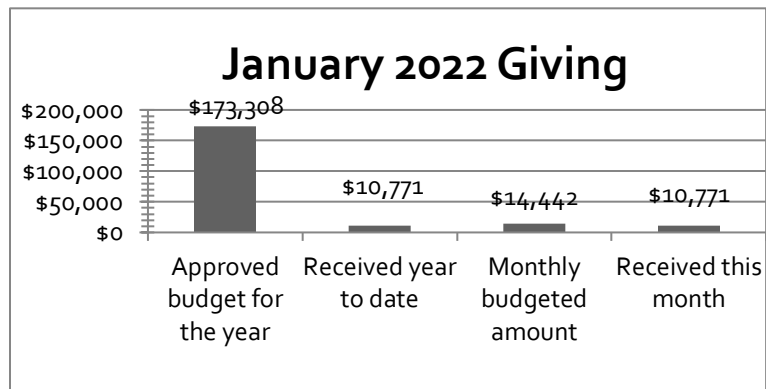 January 2022 Giving
$200,000
$150,000
$100,000
$50,000
$0
$173,308
$10,771
$14,442
$10,771
Approved
budget for
the year
Received year
to date
Monthly
budgeted
amount
Received this
month